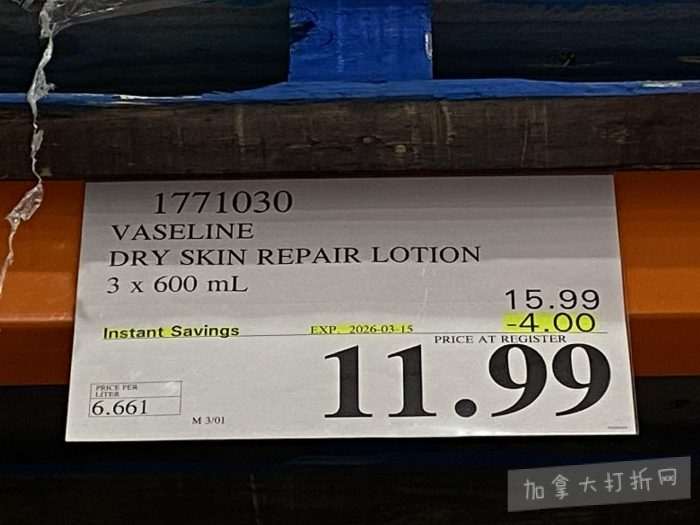 1771030
VASELINE
DRY SKIN REPAIR LOTION
3 x 600 mL
15.99
Instant Savings EXP. 2026-03-15 -4.00
PRICE AT REGISTER
11.99
PRICE PER
LITER
6.661
M 3/01
加拿大打折网